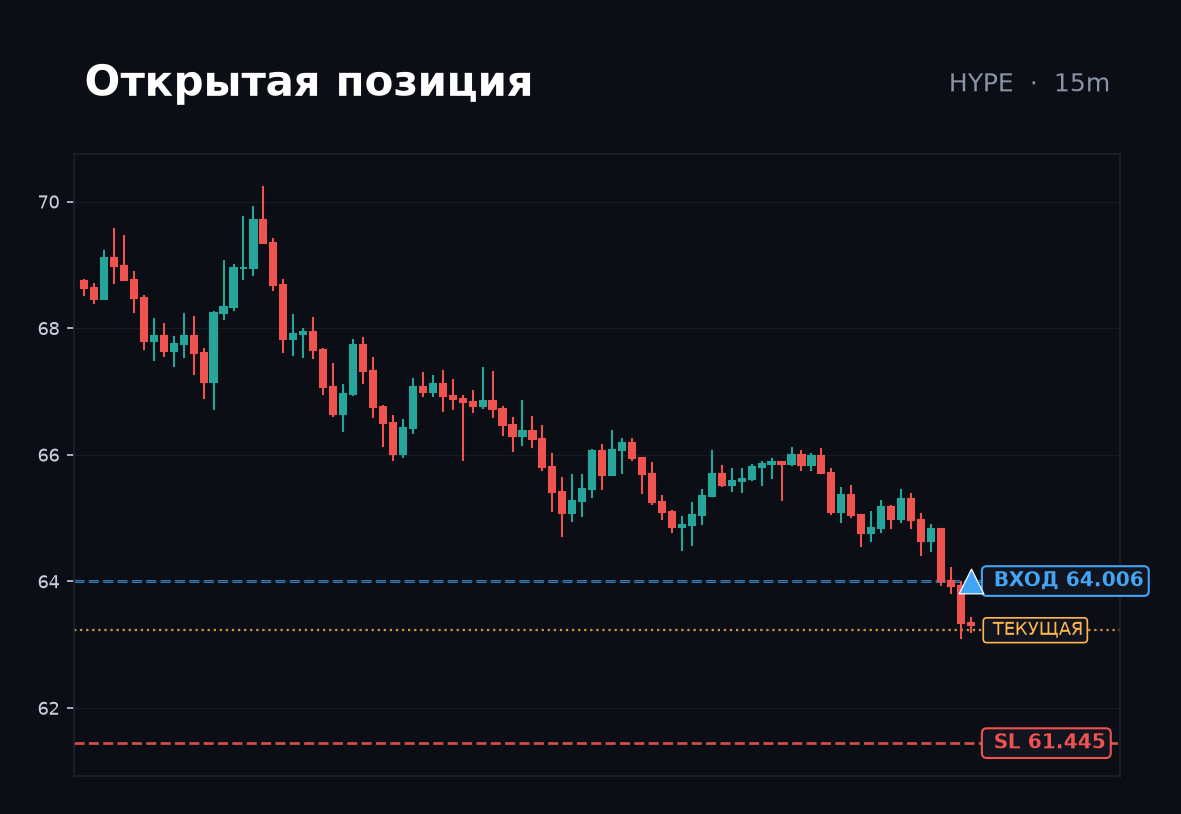 Открытая позиция
HYPE · 15m
70
68
66
64
62
ВХОД 64.006
ТЕКУЩАЯ
SL 61.445